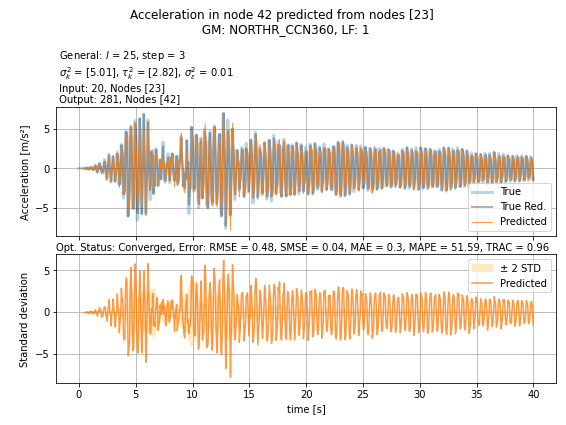 Acceleration in node 42 predicted from nodes [23]
GM: NORTHR_CCN360, LF: 1
General: l = 25, step = 3
σ²ₖ = [5.01], τ²ₖ = [2.82], σ²ₑ = 0.01
Input: 20, Nodes [23]
Output: 281, Nodes [42]
Acceleration [m/s²]
5
0
−5
True
True Red.
Predicted
Opt. Status: Converged, Error: RMSE = 0.48, SMSE = 0.04, MAE = 0.3, MAPE = 51.59, TRAC = 0.96
Standard deviation
5
0
−5
± 2 STD
Predicted
0 5 10 15 20 25 30 35 40
time [s]